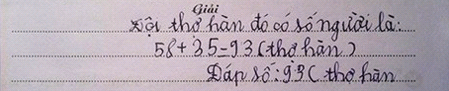 Giải
Đội thợ hàn đó có số người là:
58+35=93 (thợ hàn)
Đáp số: 93 ( thợ hàn